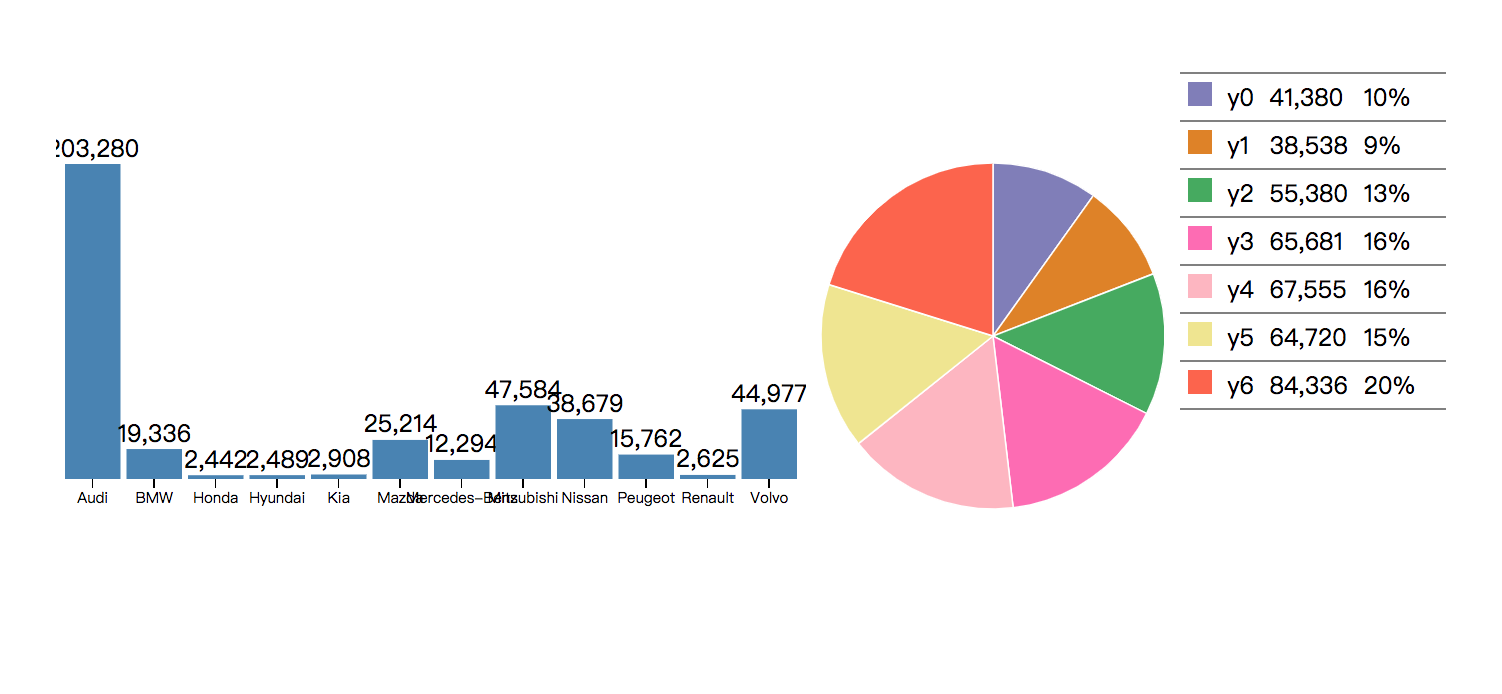 203,280
19,336
2,442
2,489
2,908
25,214
12,294
47,584
38,679
15,762
2,625
44,977
Audi
BMW
Honda
Hyundai
Kia
Mazda
Mercedes-Benz
Mitsubishi
Nissan
Peugeot
Renault
Volvo
y0 41,380 10%
y1 38,538 9%
y2 55,380 13%
y3 65,681 16%
y4 67,555 16%
y5 64,720 15%
y6 84,336 20%